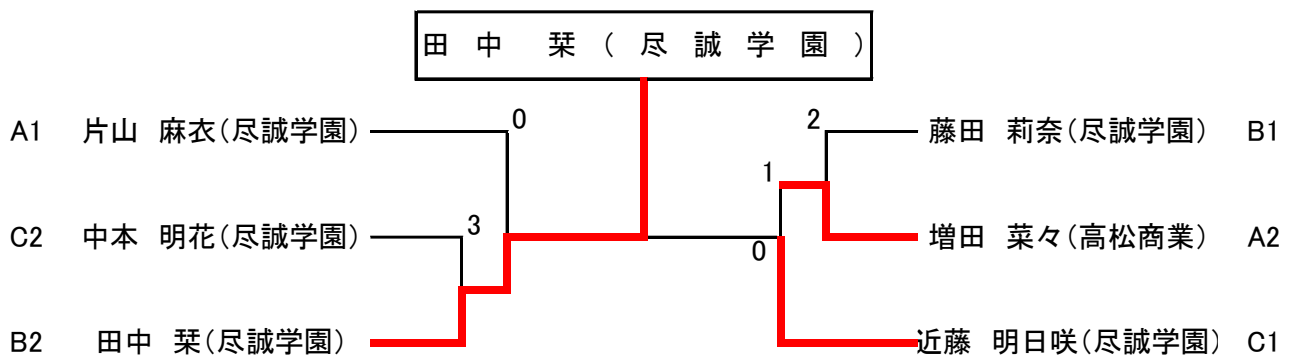 田中 栞(尽誠学園)
A1 片山 麻衣(尽誠学園) 0 2 藤田 莉奈(尽誠学園) B1
1
C2 中本 明花(尽誠学園) 3 増田 菜々(高松商業) A2
0
B2 田中 栞(尽誠学園) 近藤 明日咲(尽誠学園) C1